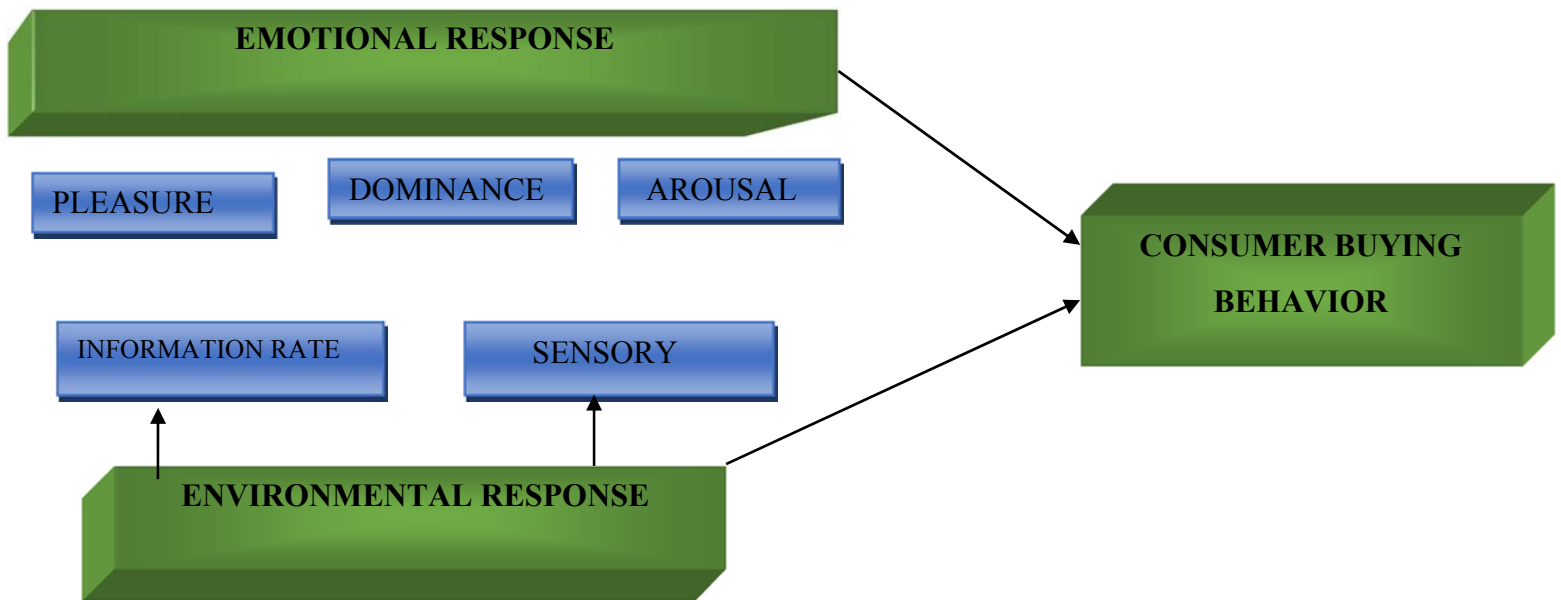 EMOTIONAL RESPONSE
PLEASURE
DOMINANCE
AROUSAL
CONSUMER BUYING
BEHAVIOR
INFORMATION RATE
SENSORY
ENVIRONMENTAL RESPONSE